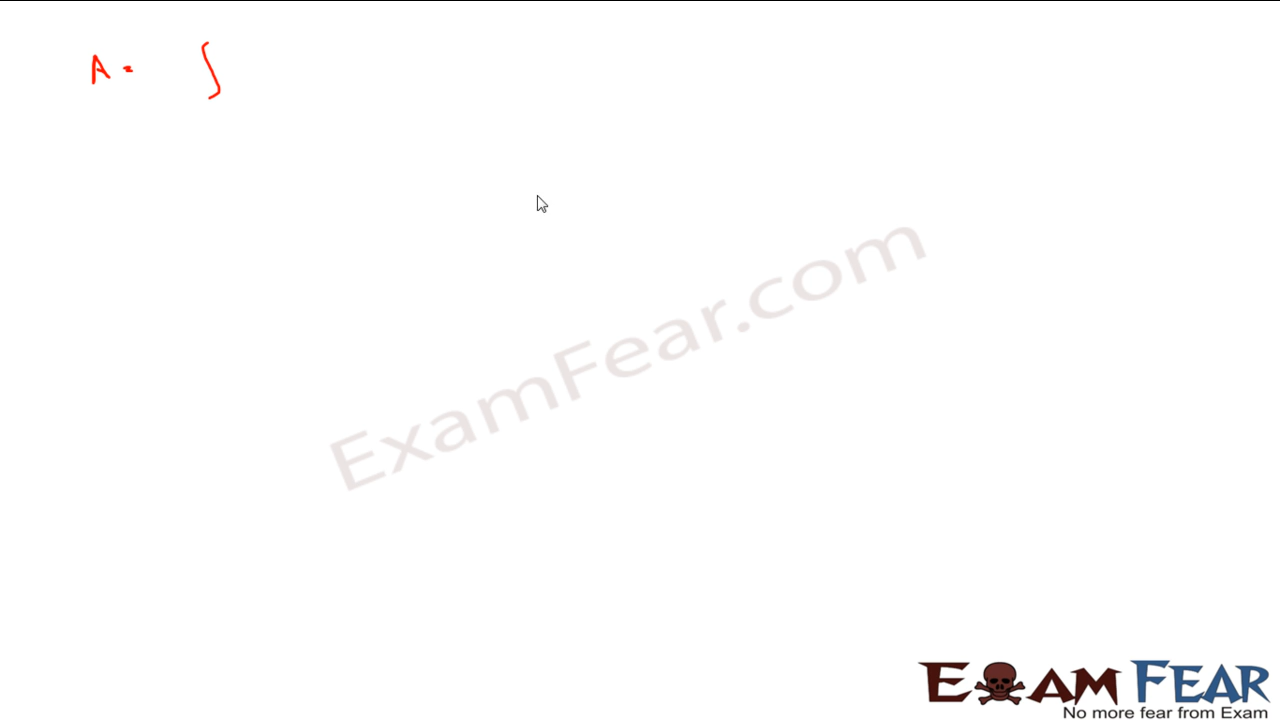 A = ∫
ExamFear.com
EXAM FEAR
No more fear from Exam